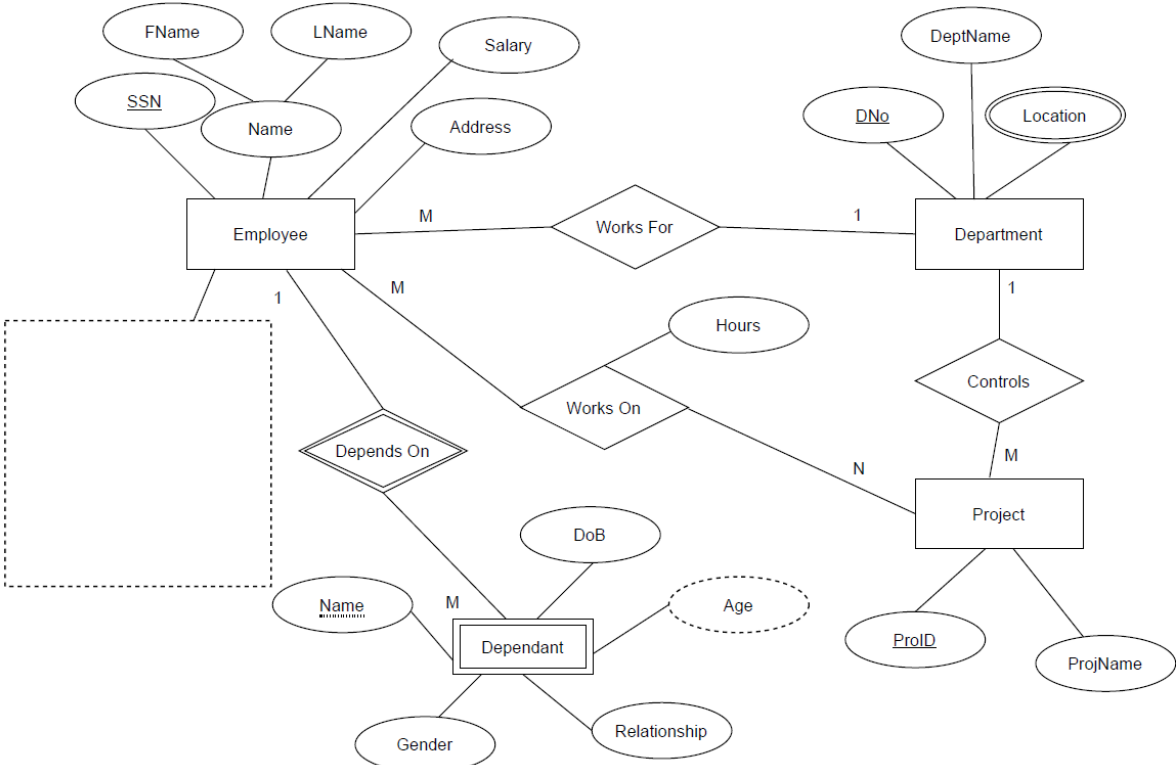 FName
LName
Salary
DeptName
SSN
Name
Address
DNo
Location
Employee
M
Works For
1
Department
1
M
1
Hours
Controls
Works On
Depends On
N
M
Project
DoB
Name
M
Age
Dependant
ProID
ProjName
Gender
Relationship